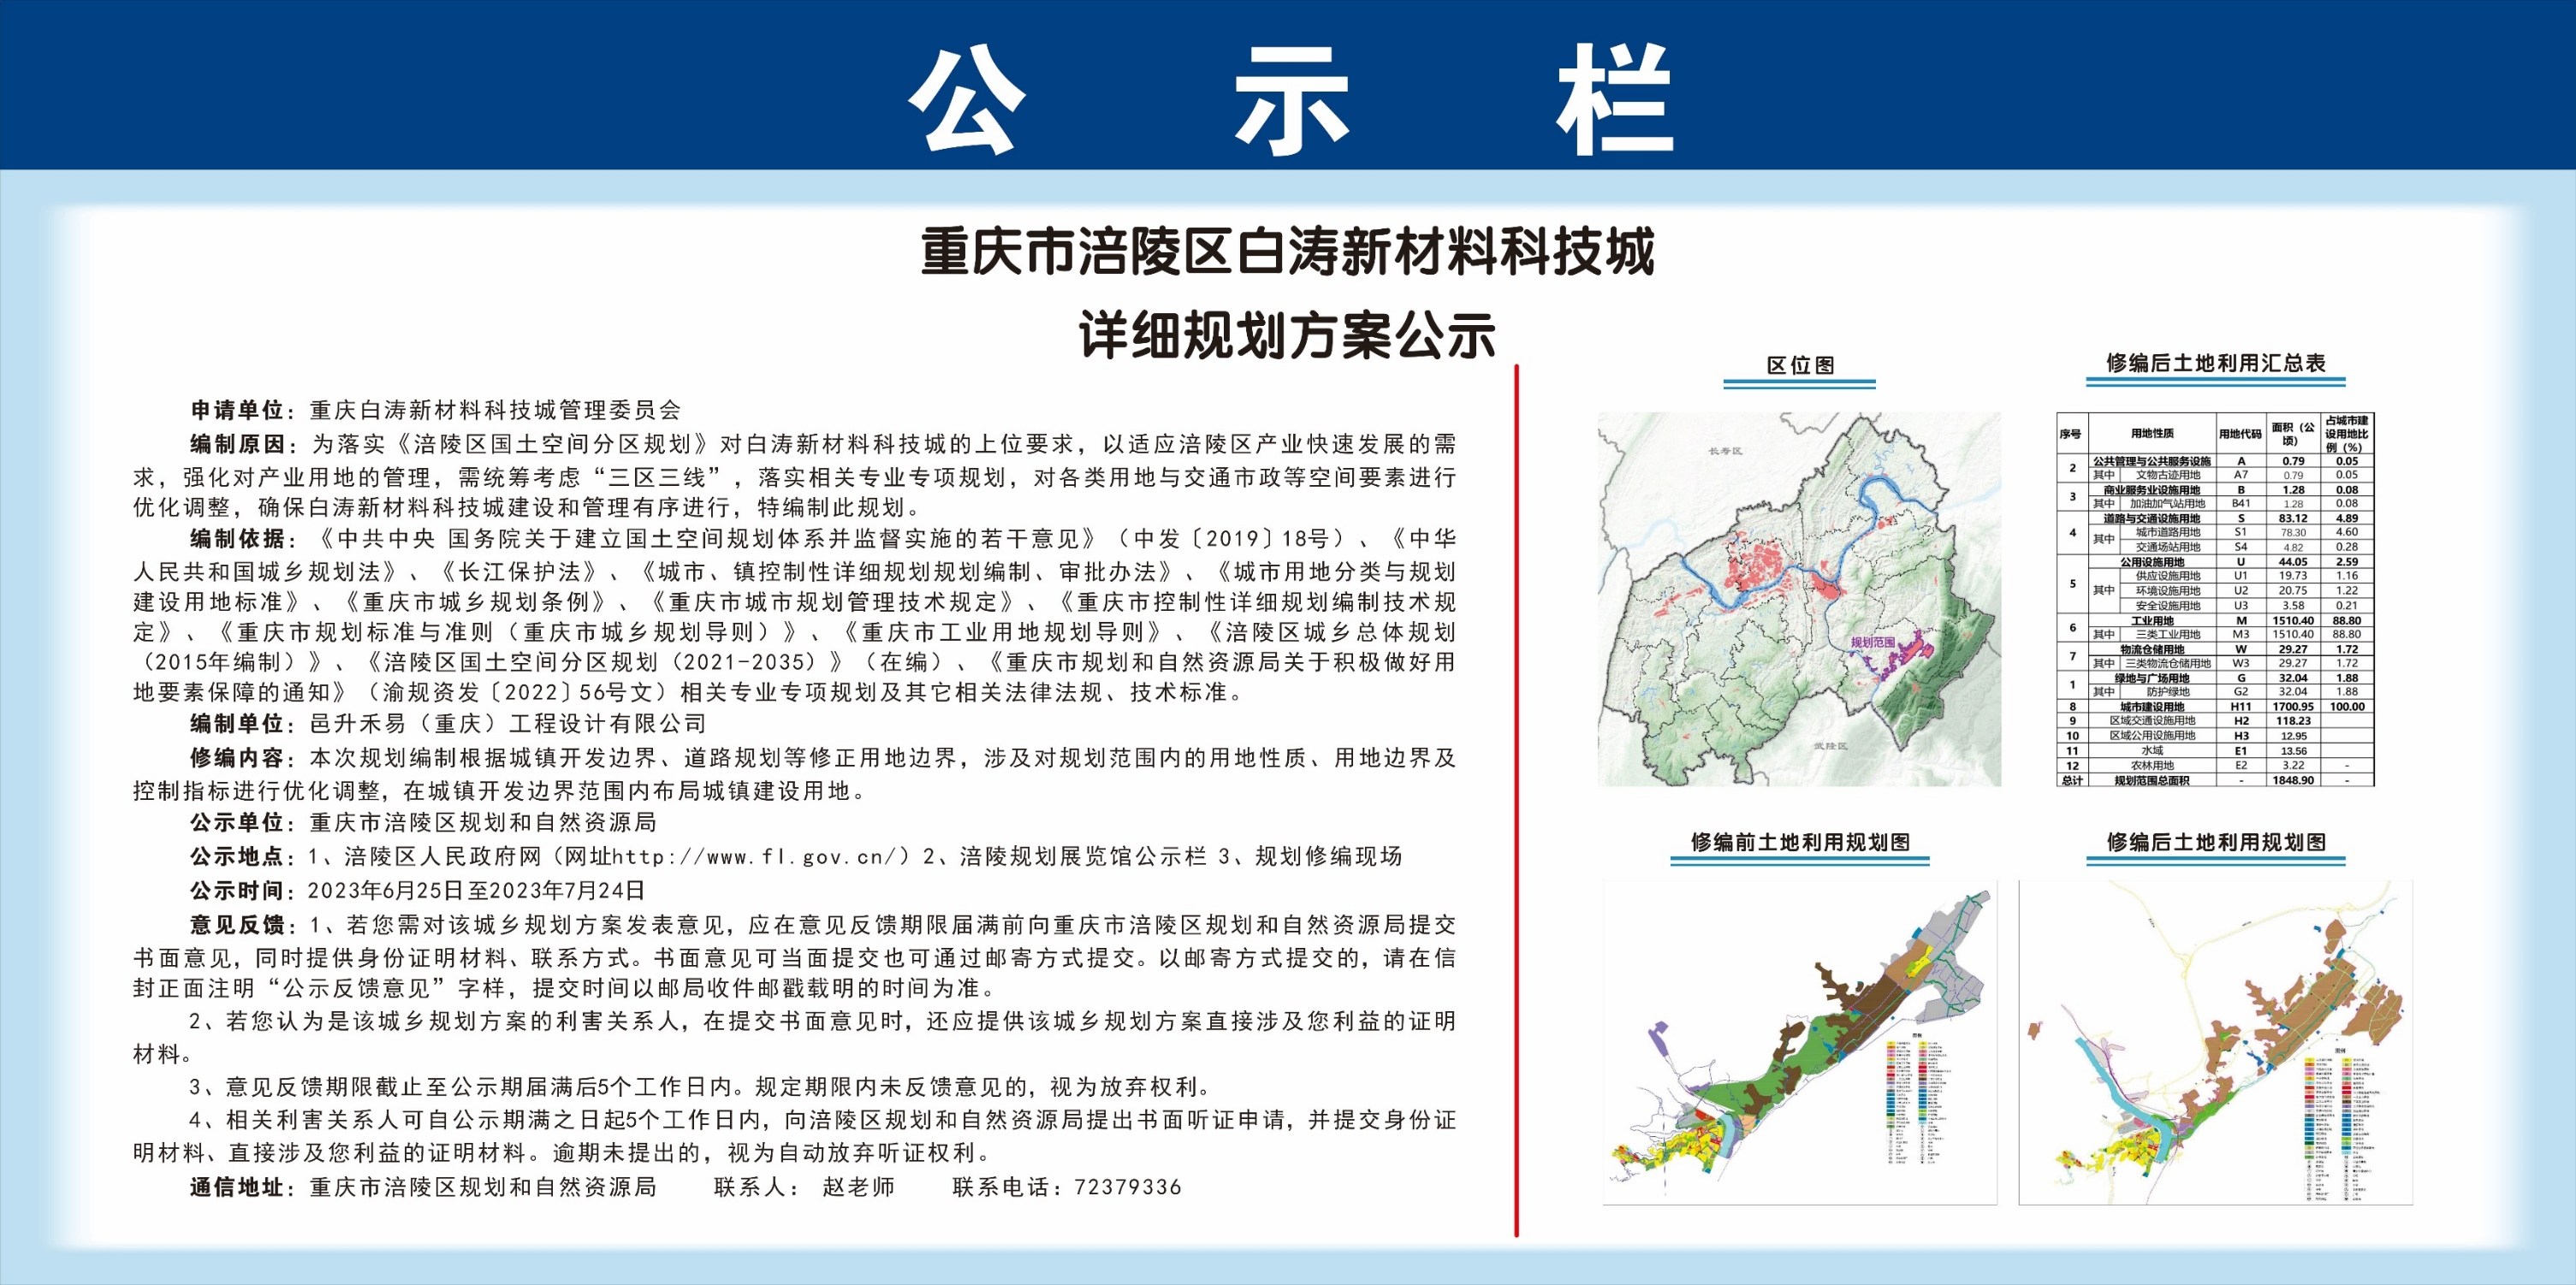 公示栏
重庆市涪陵区白涛新材料科技城
详细规划方案公示
申请单位：重庆白涛新材料科技城管理委员会
编制原因：为落实《涪陵区国土空间分区规划》对白涛新材料科技城的上位要求，以适应涪陵区产业快速发展的需
求，强化对产业用地的管理，需统筹考虑“三区三线”，落实相关专业专项规划，对各类用地与交通市政等空间要素进行
优化调整，确保白涛新材料科技城建设和管理有序进行，特编制此规划。
编制依据：《中共中央 国务院关于建立国土空间规划体系并监督实施的若干意见》（中发〔2019〕18号）、《中华
人民共和国城乡规划法》、《长江保护法》、《城市、镇控制性详细规划规划编制、审批办法》、《城市用地分类与规划
建设用地标准》、《重庆市城乡规划条例》、《重庆市城市规划管理技术规定》、《重庆市控制性详细规划编制技术规
定》、《重庆市规划标准与准则（重庆市城乡规划导则）》、《重庆市工业用地规划导则》、《涪陵区城乡总体规划
（2015年编制）》、《涪陵区国土空间分区规划（2021-2035）》（在编）、《重庆市规划和自然资源局关于积极做好用
地要素保障的通知》（渝规资发〔2022〕56号文）相关专业专项规划及其它相关法律法规、技术标准。
编制单位：邑升禾易（重庆）工程设计有限公司
修编内容：本次规划编制根据城镇开发边界、道路规划等修正用地边界，涉及对规划范围内的用地性质、用地边界及
控制指标进行优化调整，在城镇开发边界范围内布局城镇建设用地。
公示单位：重庆市涪陵区规划和自然资源局
公示地点：1、涪陵区人民政府网（网址http://www.fl.gov.cn/）2、涪陵规划展览馆公示栏 3、规划修编现场
公示时间：2023年6月25日至2023年7月24日
意见反馈：1、若您需对该城乡规划方案发表意见，应在意见反馈期限届满前向重庆市涪陵区规划和自然资源局提交
书面意见，同时提供身份证明材料、联系方式。书面意见可当面提交也可通过邮寄方式提交。以邮寄方式提交的，请在信
封正面注明“公示反馈意见”字样，提交时间以邮局收件邮戳载明的时间为准。
2、若您认为是该城乡规划方案的利害关系人，在提交书面意见时，还应提供该城乡规划方案直接涉及您利益的证明
材料。
3、意见反馈期限截止至公示期届满后5个工作日内。规定期限内未反馈意见的，视为放弃权利。
4、相关利害关系人可自公示期满之日起5个工作日内，向涪陵区规划和自然资源局提出书面听证申请，并提交身份证
明材料、直接涉及您利益的证明材料。逾期未提出的，视为自动放弃听证权利。
通信地址：重庆市涪陵区规划和自然资源局 联系人：赵老师 联系电话：72379336
区位图
长寿区
规划范围
武隆区
修编后土地利用汇总表
序号 用地性质 用地代码 面积（公顷） 占城市建设用地比例（%）
2 公共管理与公共服务设施 A 0.79 0.05
其中 文物古迹用地 A7 0.79 0.05
3 商业服务业设施用地 B 1.28 0.08
其中 加油加气站用地 B41 1.28 0.08
4 道路与交通设施用地 S 83.12 4.89
其中 城市道路用地 S1 78.30 4.60
交通场站用地 S4 4.82 0.28
5 公用设施用地 U 44.05 2.59
其中 供应设施用地 U1 19.73 1.16
环境设施用地 U2 20.75 1.22
安全设施用地 U3 3.58 0.21
6 工业用地 M 1510.40 88.80
其中 三类工业用地 M3 1510.40 88.80
7 物流仓储用地 W 29.27 1.72
其中 三类物流仓储用地 W3 29.27 1.72
1 绿地与广场用地 G 32.04 1.88
其中 防护绿地 G2 32.04 1.88
8 城市建设用地 H11 1700.95 100.00
9 区域交通设施用地 H2 118.23
10 区域公用设施用地 H3 12.95
11 水域 E1 13.56
12 农林用地 E2 3.22 -
总计 规划范围总面积 - 1848.90 -
修编前土地利用规划图
图例
修编后土地利用规划图
图例